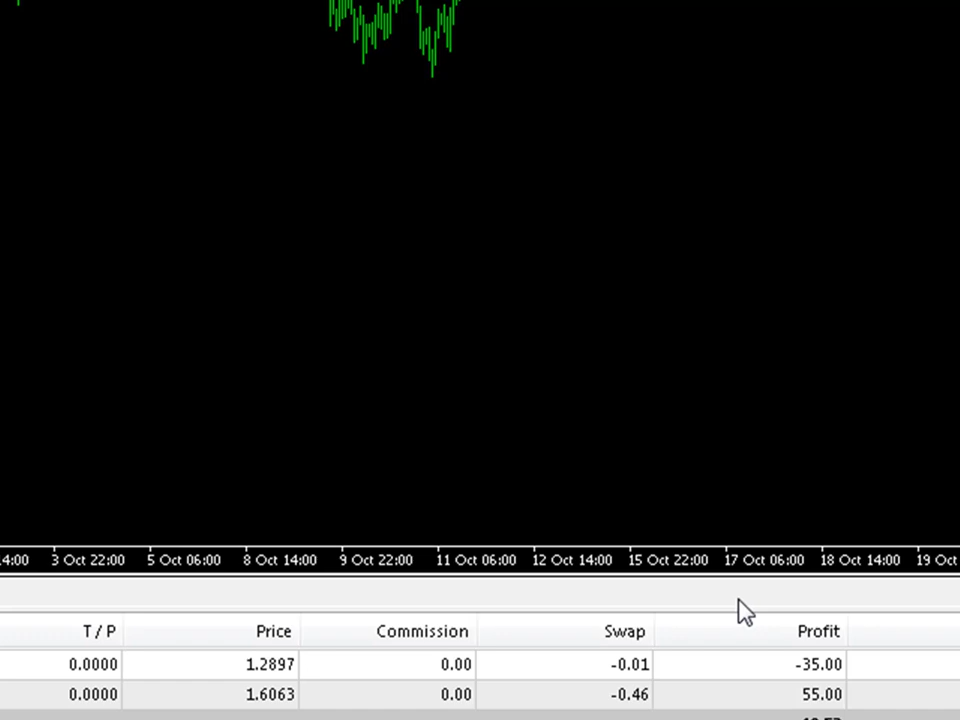 4:00 3 Oct 22:00 5 Oct 06:00 8 Oct 14:00 9 Oct 22:00 11 Oct 06:00 12 Oct 14:00 15 Oct 22:00 17 Oct 06:00 18 Oct 14:00 19 Oct
T / P Price Commission Swap Profit
0.0000 1.2897 0.00 -0.01 -35.00
0.0000 1.6063 0.00 -0.46 55.00